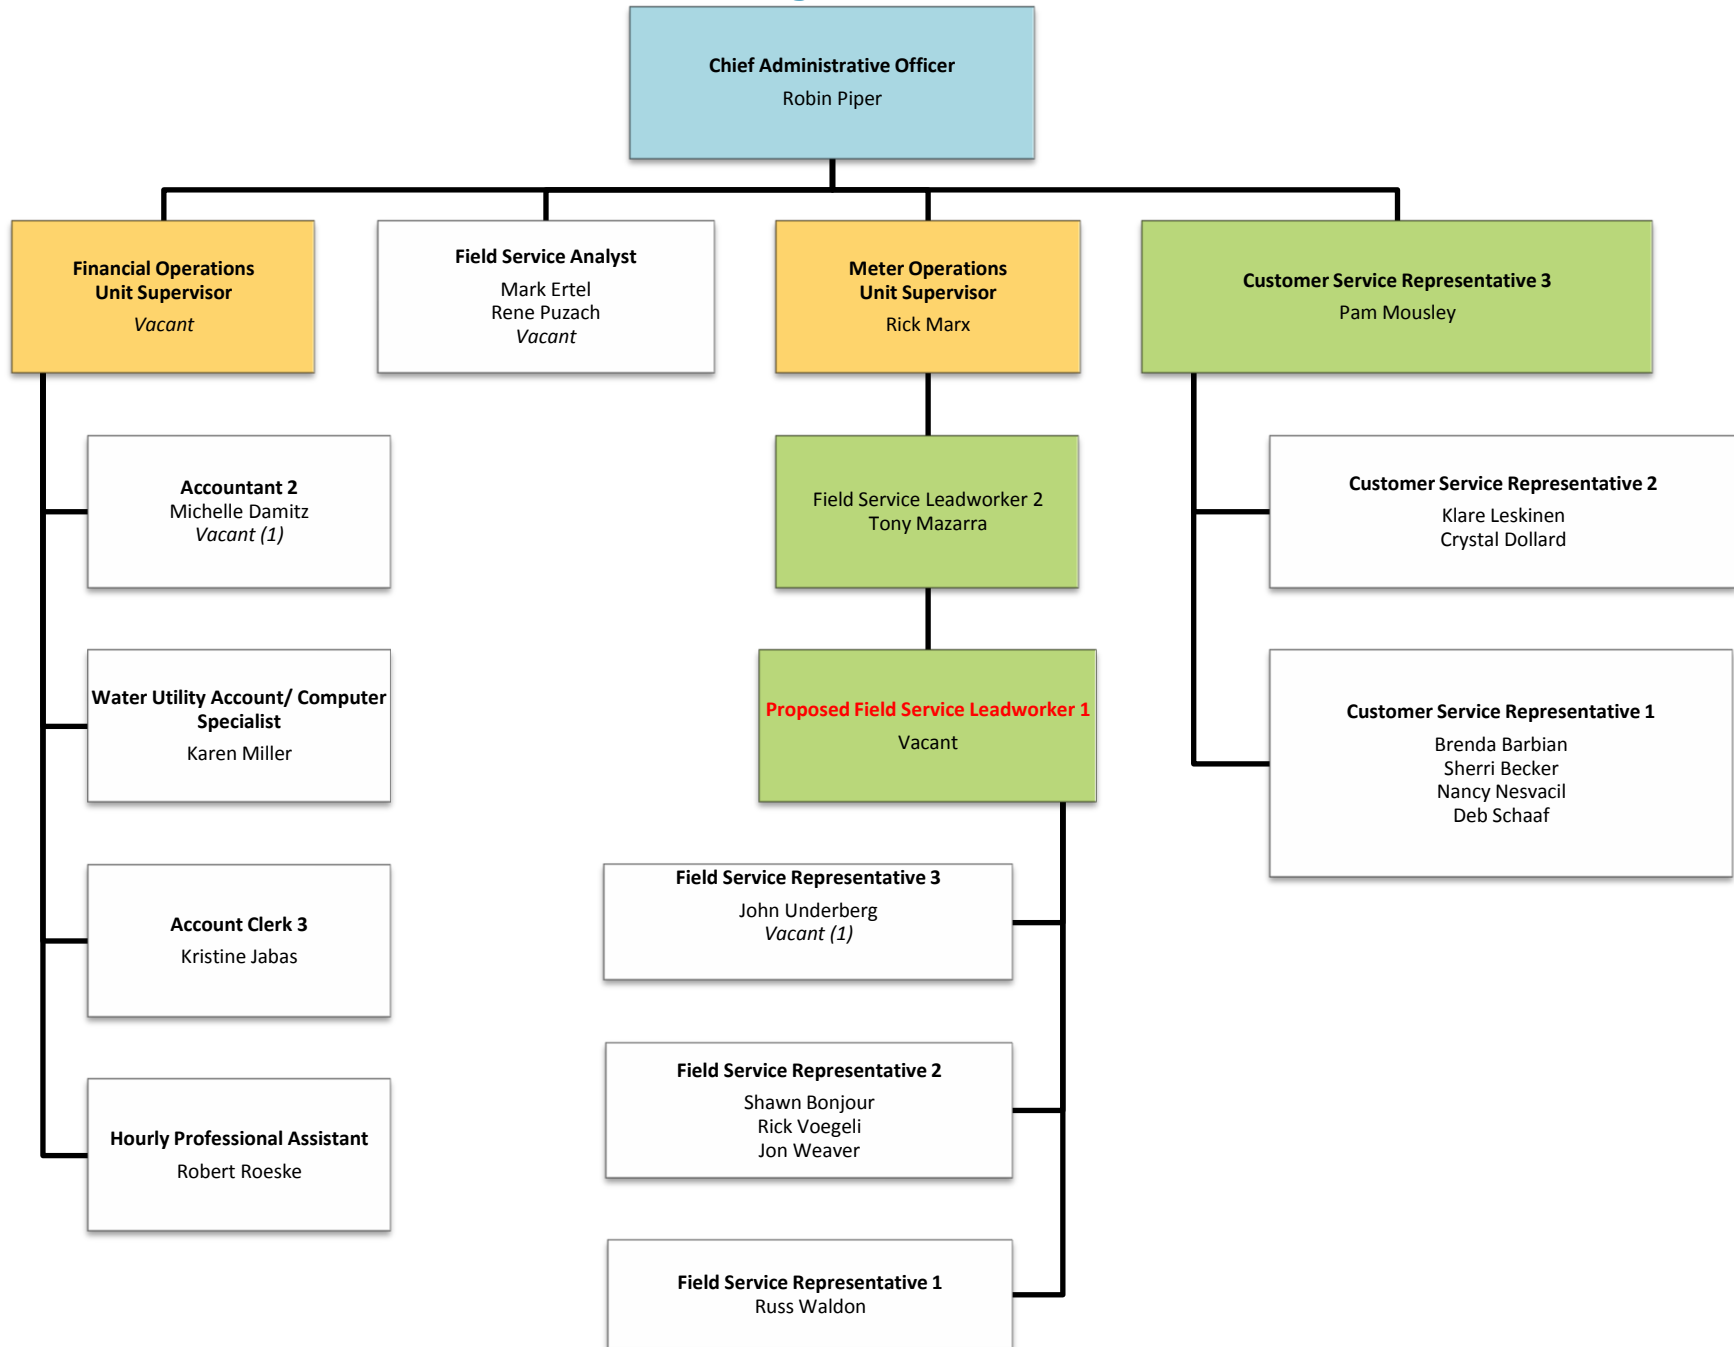 Chief Administrative Officer
Robin Piper
Financial Operations
Unit Supervisor
Vacant
Field Service Analyst
Mark Ertel
Rene Puzach
Vacant
Meter Operations
Unit Supervisor
Rick Marx
Customer Service Representative 3
Pam Mousley
Accountant 2
Michelle Damitz
Vacant (1)
Water Utility Account/ Computer
Specialist
Karen Miller
Account Clerk 3
Kristine Jabas
Hourly Professional Assistant
Robert Roeske
Field Service Leadworker 2
Tony Mazarra
Proposed Field Service Leadworker 1
Vacant
Field Service Representative 3
John Underberg
Vacant (1)
Field Service Representative 2
Shawn Bonjour
Rick Voegeli
Jon Weaver
Field Service Representative 1
Russ Waldon
Customer Service Representative 2
Klare Leskinen
Crystal Dollard
Customer Service Representative 1
Brenda Barbian
Sherri Becker
Nancy Nesvacil
Deb Schaaf